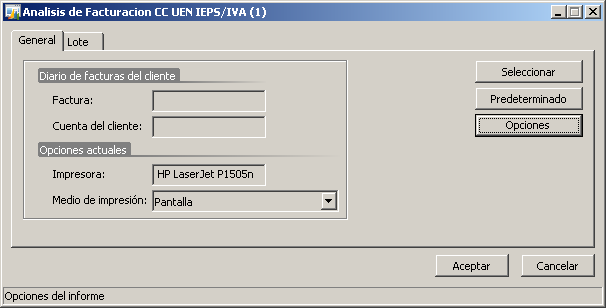 Analisis de Facturacion CC UEN IEPS/IVA (1)
General Lote
Diario de facturas del cliente
Seleccionar
Factura:
Predeterminado
Cuenta del cliente:
Opciones
Opciones actuales
Impresora: HP LaserJet P1505n
Medio de impresión: Pantalla
Aceptar Cancelar
Opciones del informe